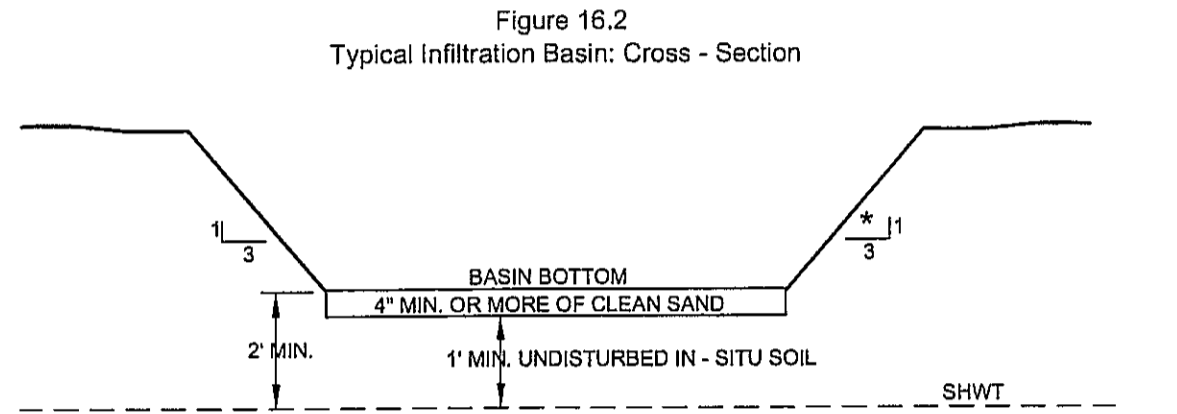 Figure 16.2
Typical Infiltration Basin: Cross - Section
1
3
*
1
3
BASIN BOTTOM
4" MIN. OR MORE OF CLEAN SAND
2' MIN.
1' MIN. UNDISTURBED IN - SITU SOIL
SHWT